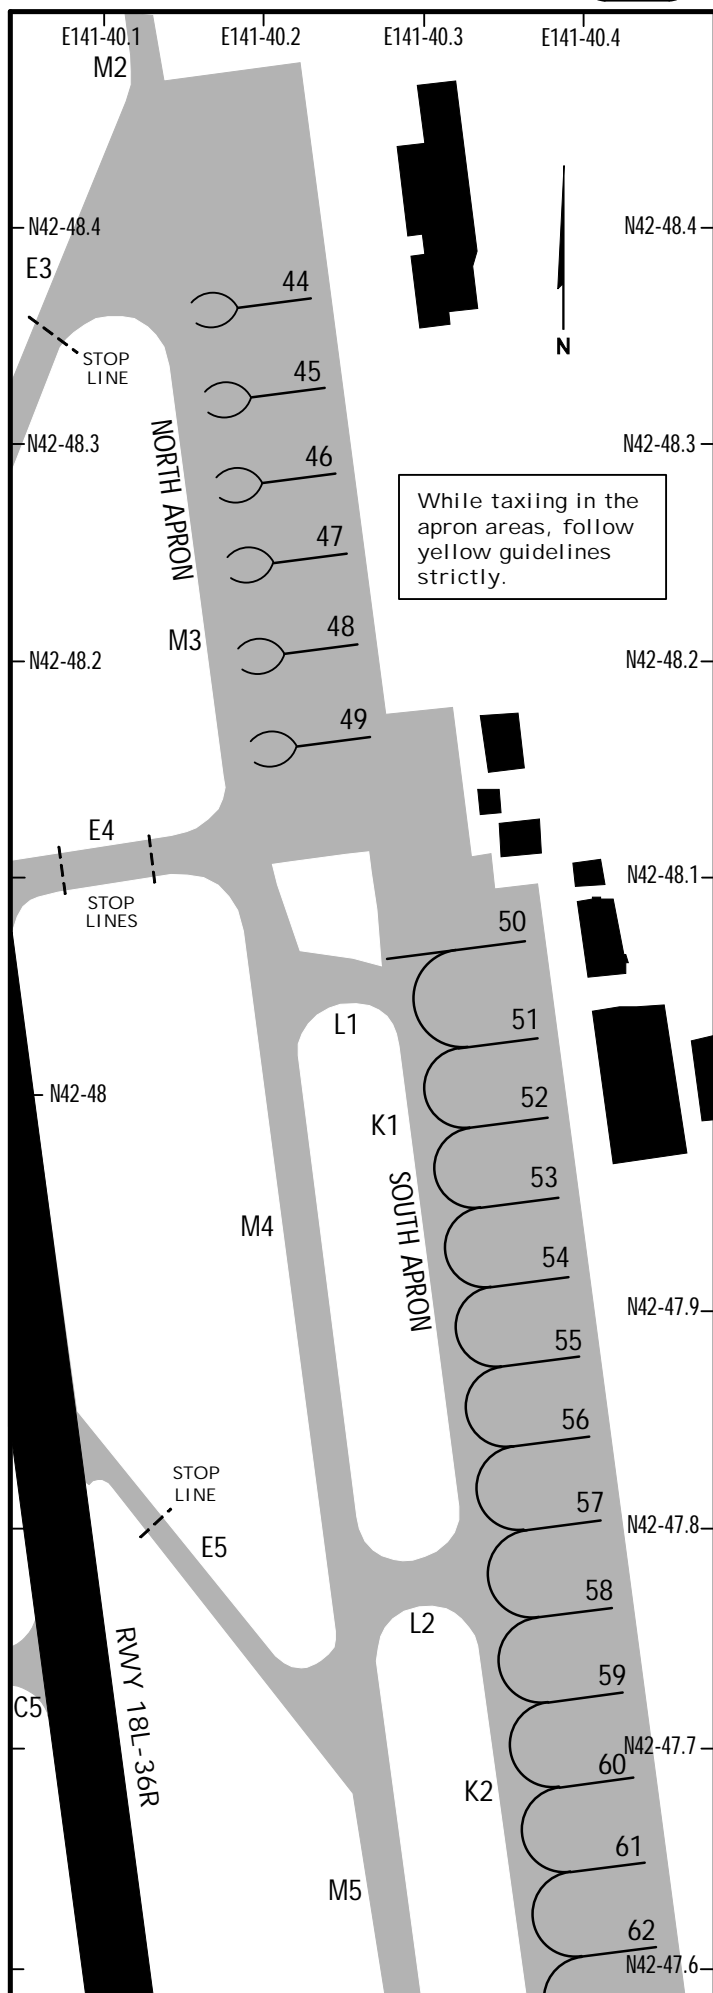 E141-40.1
E141-40.2
E141-40.3
E141-40.4
M2
N42-48.4
N42-48.4
E3
44
N
STOP
LINE
45
N42-48.3
N42-48.3
NORTH APRON
46
While taxiing in the
apron areas, follow
yellow guidelines
strictly.
47
48
M3
N42-48.2
N42-48.2
49
E4
N42-48.1
STOP
LINES
50
L1
51
N42-48
52
K1
53
SOUTH APRON
M4
54
N42-47.9
55
56
STOP
LINE
57
N42-47.8
E5
58
L2
RWY 18L-36R
59
C5
N42-47.7
60
K2
61
M5
62
N42-47.6